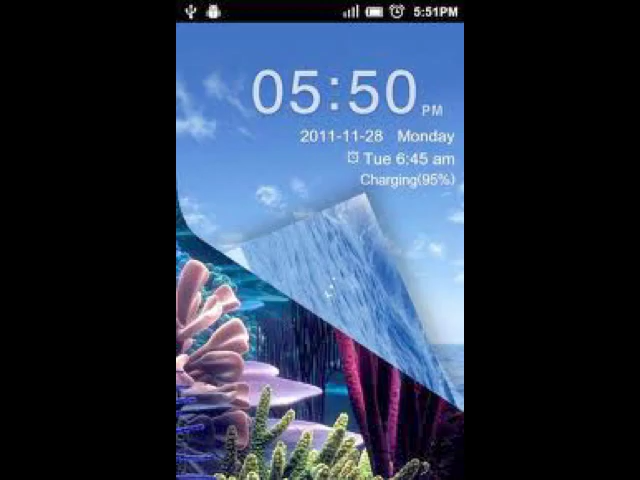 5:51PM
05:50 PM
2011-11-28 Monday
Tue 6:45 am
Charging(95%)